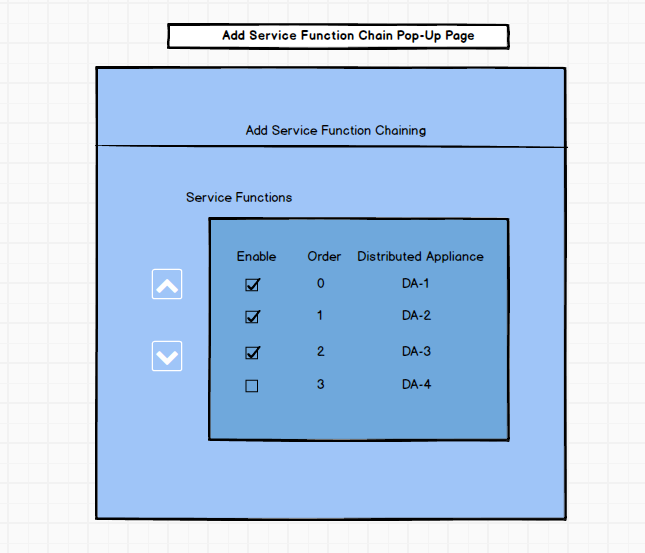 Add Service Function Chain Pop-Up Page
Add Service Function Chaining
Service Functions
Enable Order Distributed Appliance
0 DA-1
1 DA-2
2 DA-3
3 DA-4